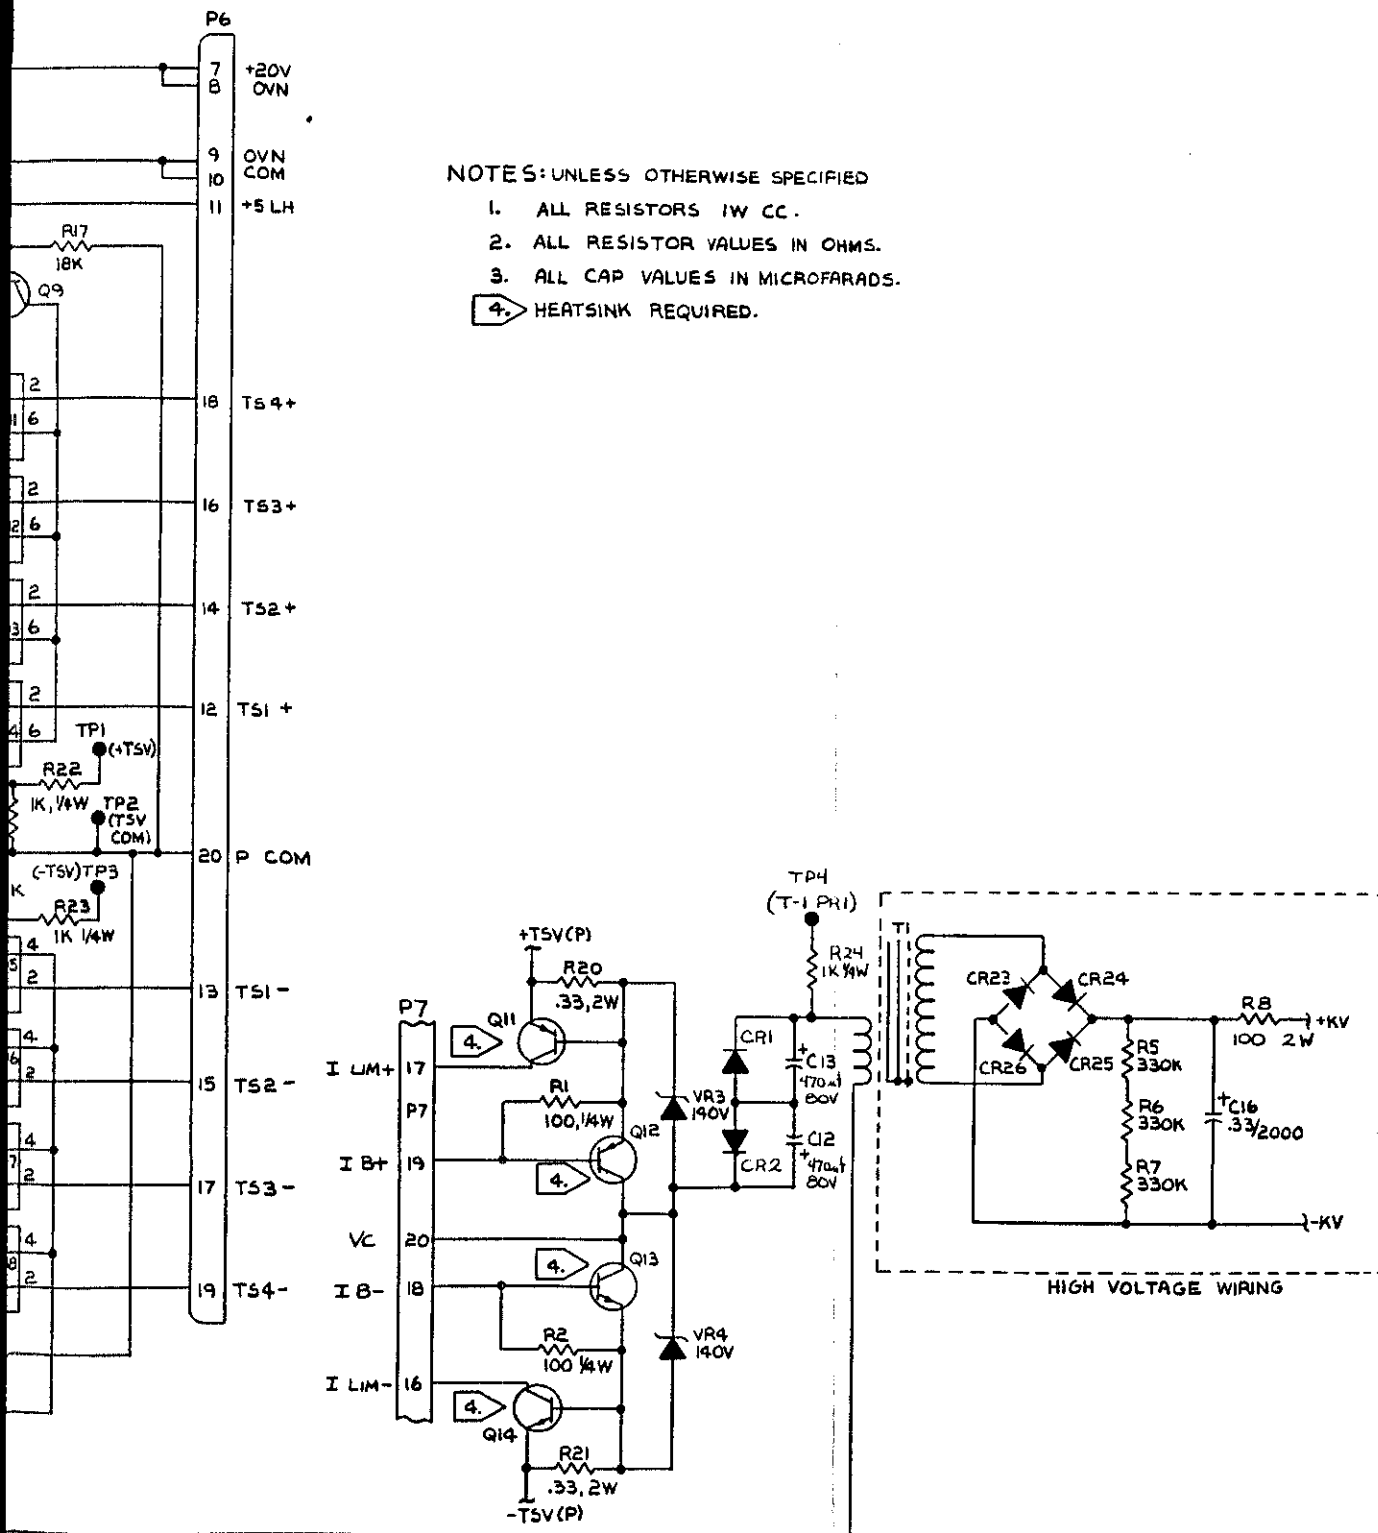 P6
7 +20V
8 OVN
9 OVN
10 COM
11 +5 LH
R17
18K
Q9
NOTES: UNLESS OTHERWISE SPECIFIED
1. ALL RESISTORS 1W CC.
2. ALL RESISTOR VALUES IN OHMS.
3. ALL CAP VALUES IN MICROFARADS.
4. HEATSINK REQUIRED.
2
18 TS4+
6
2
16 TS3+
6
2
14 TS2+
6
2
12 TS1+
6
TP1
(+TSV)
R22
1K, 1/4W
TP2
(TSV
COM)
20 P COM
(-TSV) TP3
K
R23
1K 1/4W
4
2
13 TS1-
4
2
15 TS2-
4
2
17 TS3-
4
2
19 TS4-
+TSV(P)
R20
.33, 2W
P7
4.
Q11
I LIM+ 17
P7
R1
100, 1/4W
Q12
I B+ 19
4.
VC 20
4.
Q13
I B- 18
R2
100 1/4W
I LIM- 16
4.
Q14
R21
.33, 2W
-TSV(P)
VR3
140V
VR4
140V
TP4
(T-1 PRI)
R24
1K 1/4W
CR1
+
C13
470uf
80V
CR2
C12
+
470uf
80V
T1
CR23
CR24
CR26
CR25
R5
330K
R6
330K
R7
330K
+
C16
.33/2000
R8
100 2W
+KV
-KV
HIGH VOLTAGE WIRING